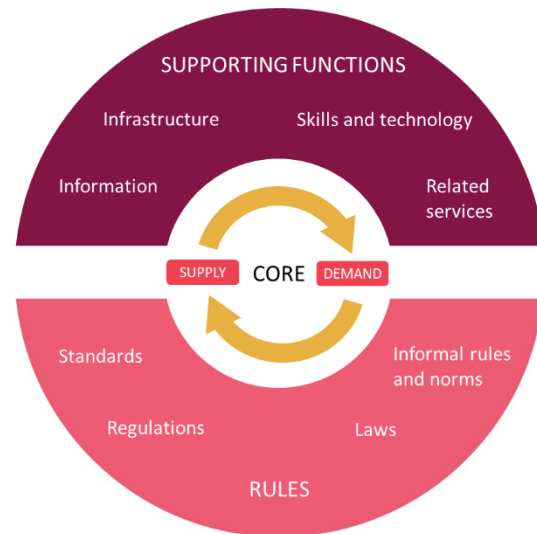 SUPPORTING FUNCTIONS
Infrastructure
Skills and technology
Information
Related
services
SUPPLY
CORE
DEMAND
Standards
Informal rules
and norms
Regulations
Laws
RULES